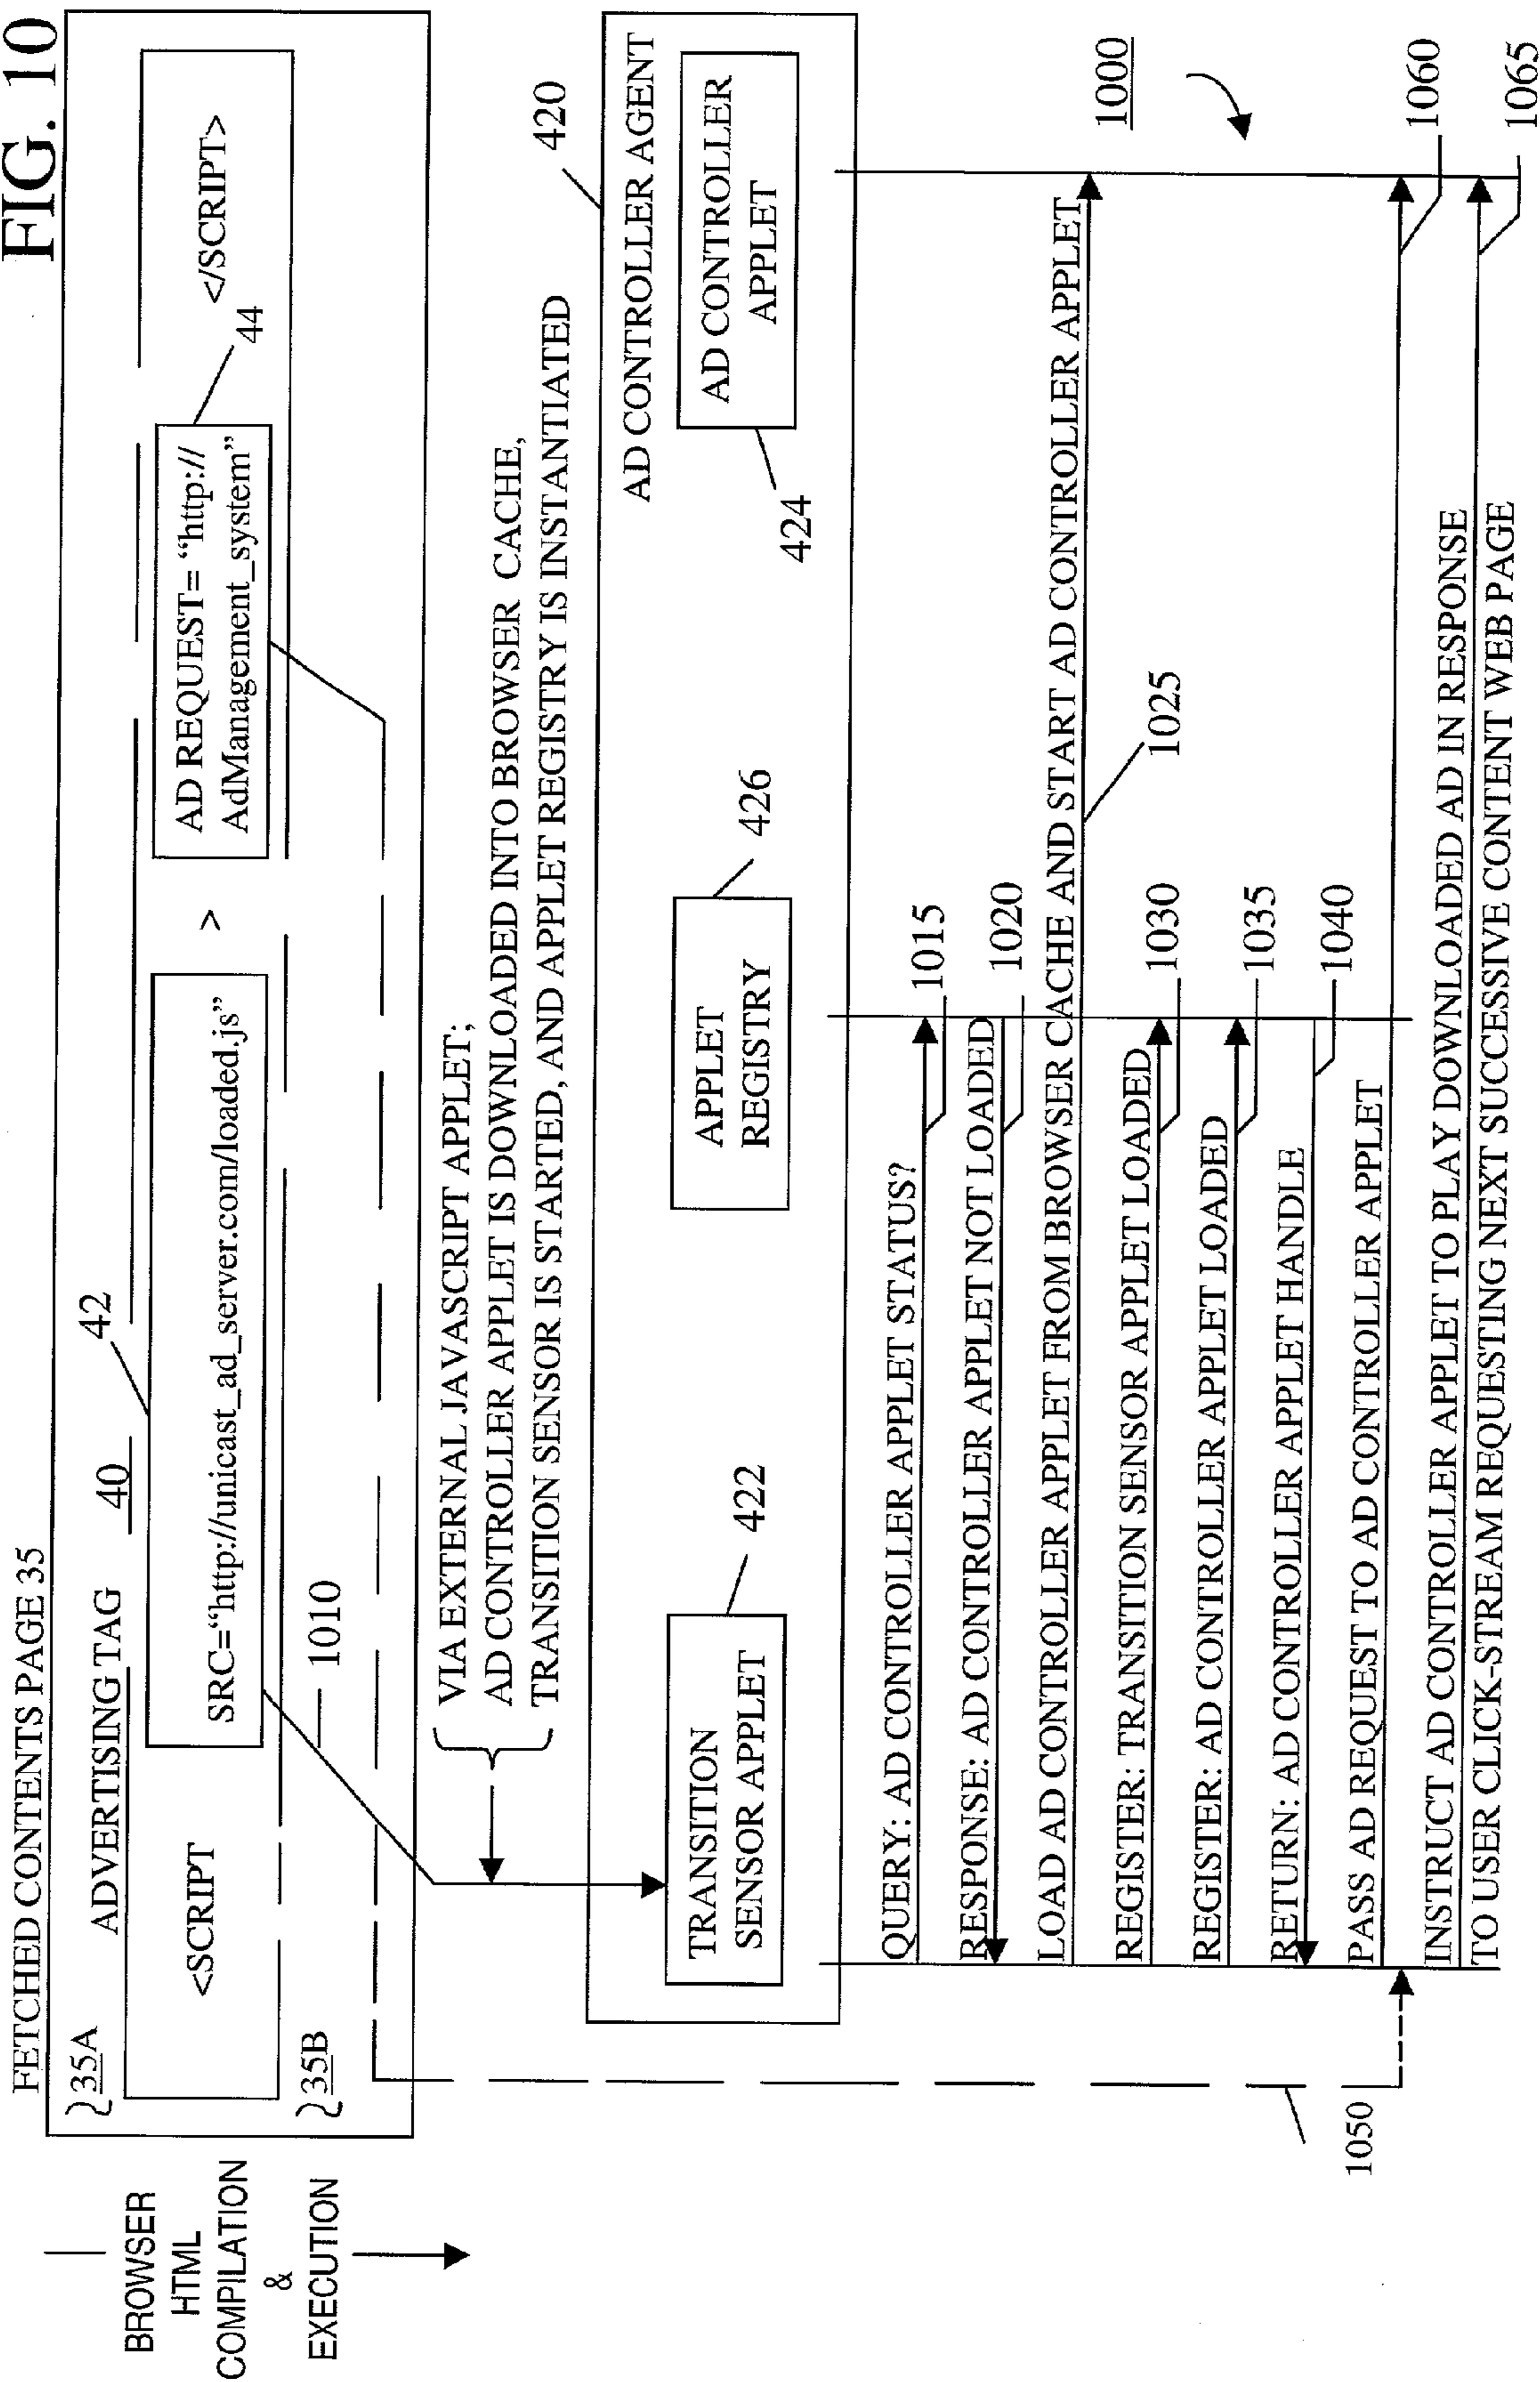 FIG. 10
FETCHED CONTENTS PAGE 35
35A
ADVERTISING TAG
40
42
<SCRIPT
SRC="http://unicast_ad_server.com/loaded.js"
>
AD REQUEST= “http://
AdManagement_system”
44
</SCRIPT>
35B
1010
BROWSER
HTML
COMPILATION
&
EXECUTION
VIA EXTERNAL JAVASCRIPT APPLET;
AD CONTROLLER APPLET IS DOWNLOADED INTO BROWSER CACHE,
TRANSITION SENSOR IS STARTED, AND APPLET REGISTRY IS INSTANTIATED
420
AD CONTROLLER AGENT
TRANSITION
SENSOR APPLET
422
APPLET
REGISTRY
426
AD CONTROLLER
APPLET
424
1000
QUERY: AD CONTROLLER APPLET STATUS?
1015
RESPONSE: AD CONTROLLER APPLET NOT LOADED
1020
LOAD AD CONTROLLER APPLET FROM BROWSER CACHE AND START AD CONTROLLER APPLET
1025
REGISTER: TRANSITION SENSOR APPLET LOADED
1030
REGISTER: AD CONTROLLER APPLET LOADED
1035
RETURN: AD CONTROLLER APPLET HANDLE
1040
PASS AD REQUEST TO AD CONTROLLER APPLET
1060
1050
INSTRUCT AD CONTROLLER APPLET TO PLAY DOWNLOADED AD IN RESPONSE
TO USER CLICK-STREAM REQUESTING NEXT SUCCESSIVE CONTENT WEB PAGE
1065